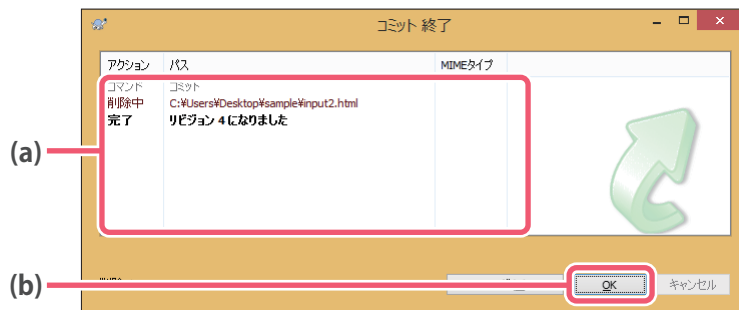 コミット 終了
アクション パス MIMEタイプ
コマンド コミット
削除中 C:¥Users¥Desktop¥sample¥input2.html
完了 リビジョン 4 になりました
(a)
(b)
OK キャンセル